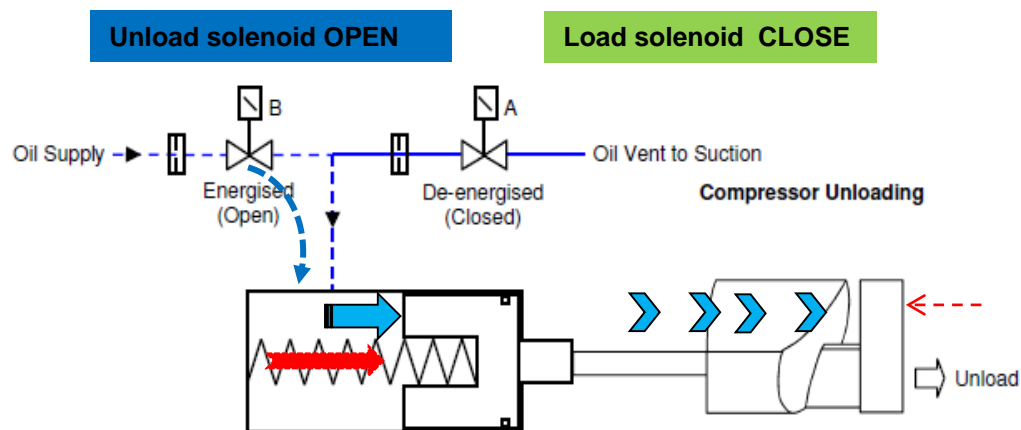 Unload solenoid OPEN
Load solenoid  CLOSE
B
A
Oil Supply
Oil Vent to Suction
Energised
(Open)
De-energised
(Closed)
Compressor Unloading
Unload